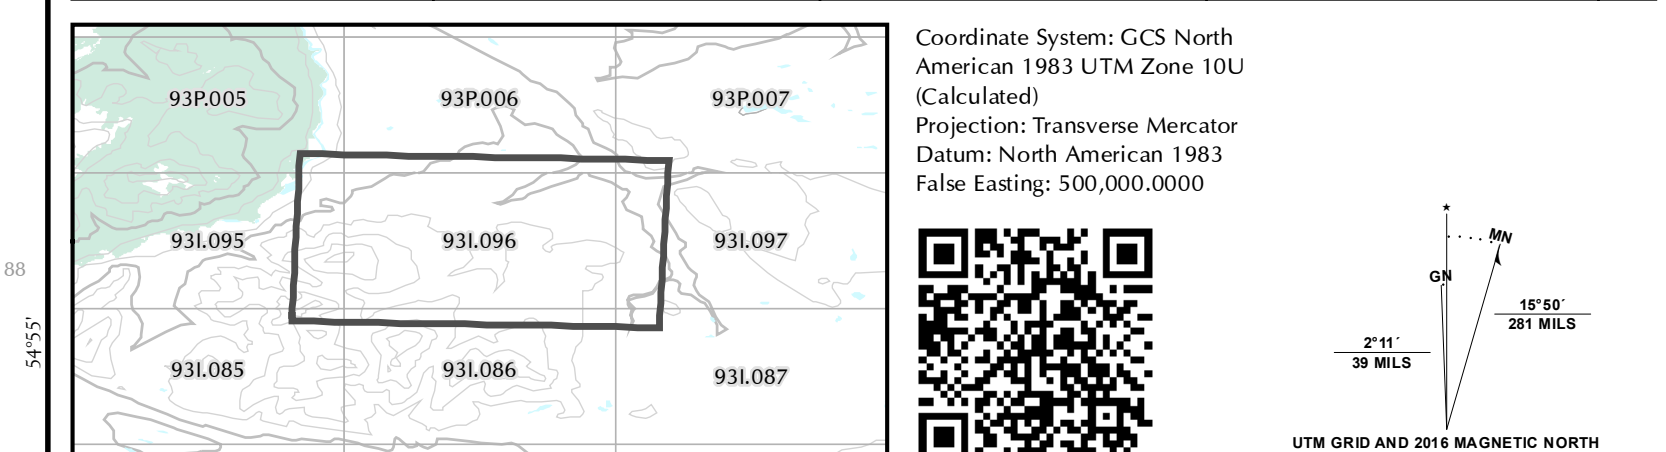 93P.005
93P.006
93P.007
93I.095
93I.096
93I.097
93I.085
93I.086
93I.087
88
54°55'
Coordinate System: GCS North
American 1983 UTM Zone 10U
(Calculated)
Projection: Transverse Mercator
Datum: North American 1983
False Easting: 500,000.0000
MN
GN
15°50´
281 MILS
2°11´
39 MILS
UTM GRID AND 2016 MAGNETIC NORTH